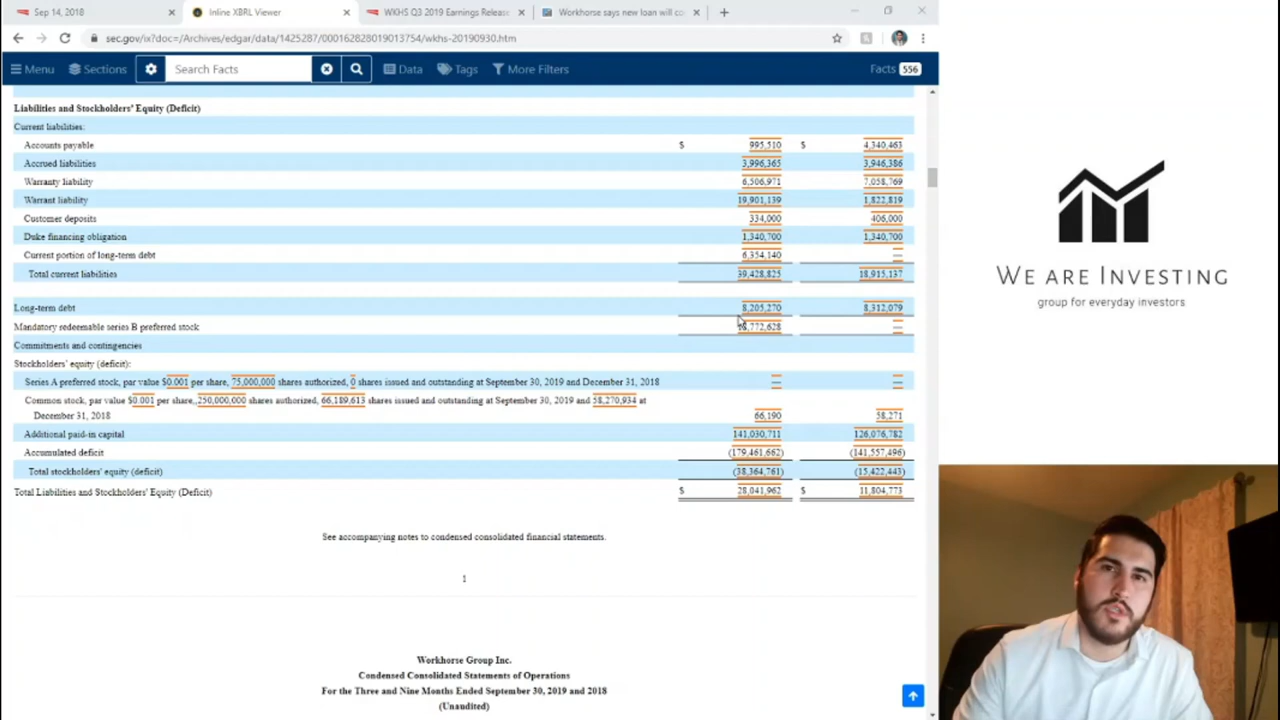 Sep 14, 2018
Inline XBRL Viewer
WKHS Q3 2019 Earnings Release
Workhorse says new loan will co
sec.gov/ix?doc=/Archives/edgar/data/1425287/000162828019013754/wkhs-20190930.htm
Menu Sections Search Facts Data Tags More Filters Facts 556
Liabilities and Stockholders' Equity (Deficit)
Current liabilities:
Accounts payable $ 995,510 $ 4,340,463
Accrued liabilities 3,996,365 3,946,386
Warranty liability 6,506,971 7,058,769
Warrant liability 19,901,139 1,822,819
Customer deposits 334,000 406,000
Duke financing obligation 1,340,700 1,340,700
Current portion of long-term debt 6,354,140 —
Total current liabilities 39,428,825 18,915,137
Long-term debt 8,205,270 8,312,079
Mandatory redeemable series B preferred stock 18,772,628 —
Commitments and contingencies
Stockholders' equity (deficit):
Series A preferred stock, par value $0.001 per share, 75,000,000 shares authorized, 0 shares issued and outstanding at September 30, 2019 and December 31, 2018 — —
Common stock, par value $0.001 per share, 250,000,000 shares authorized, 66,189,613 shares issued and outstanding at September 30, 2019 and 58,270,934 at
December 31, 2018 66,190 58,271
Additional paid-in capital 141,030,711 126,076,782
Accumulated deficit (179,461,662) (141,557,496)
Total stockholders' equity (deficit) (38,364,761) (15,422,443)
Total Liabilities and Stockholders' Equity (Deficit) $ 28,041,962 $ 11,804,773
See accompanying notes to condensed consolidated financial statements.
1
Workhorse Group Inc.
Condensed Consolidated Statements of Operations
For the Three and Nine Months Ended September 30, 2019 and 2018
(Unaudited)
WE ARE INVESTING
group for everyday investors